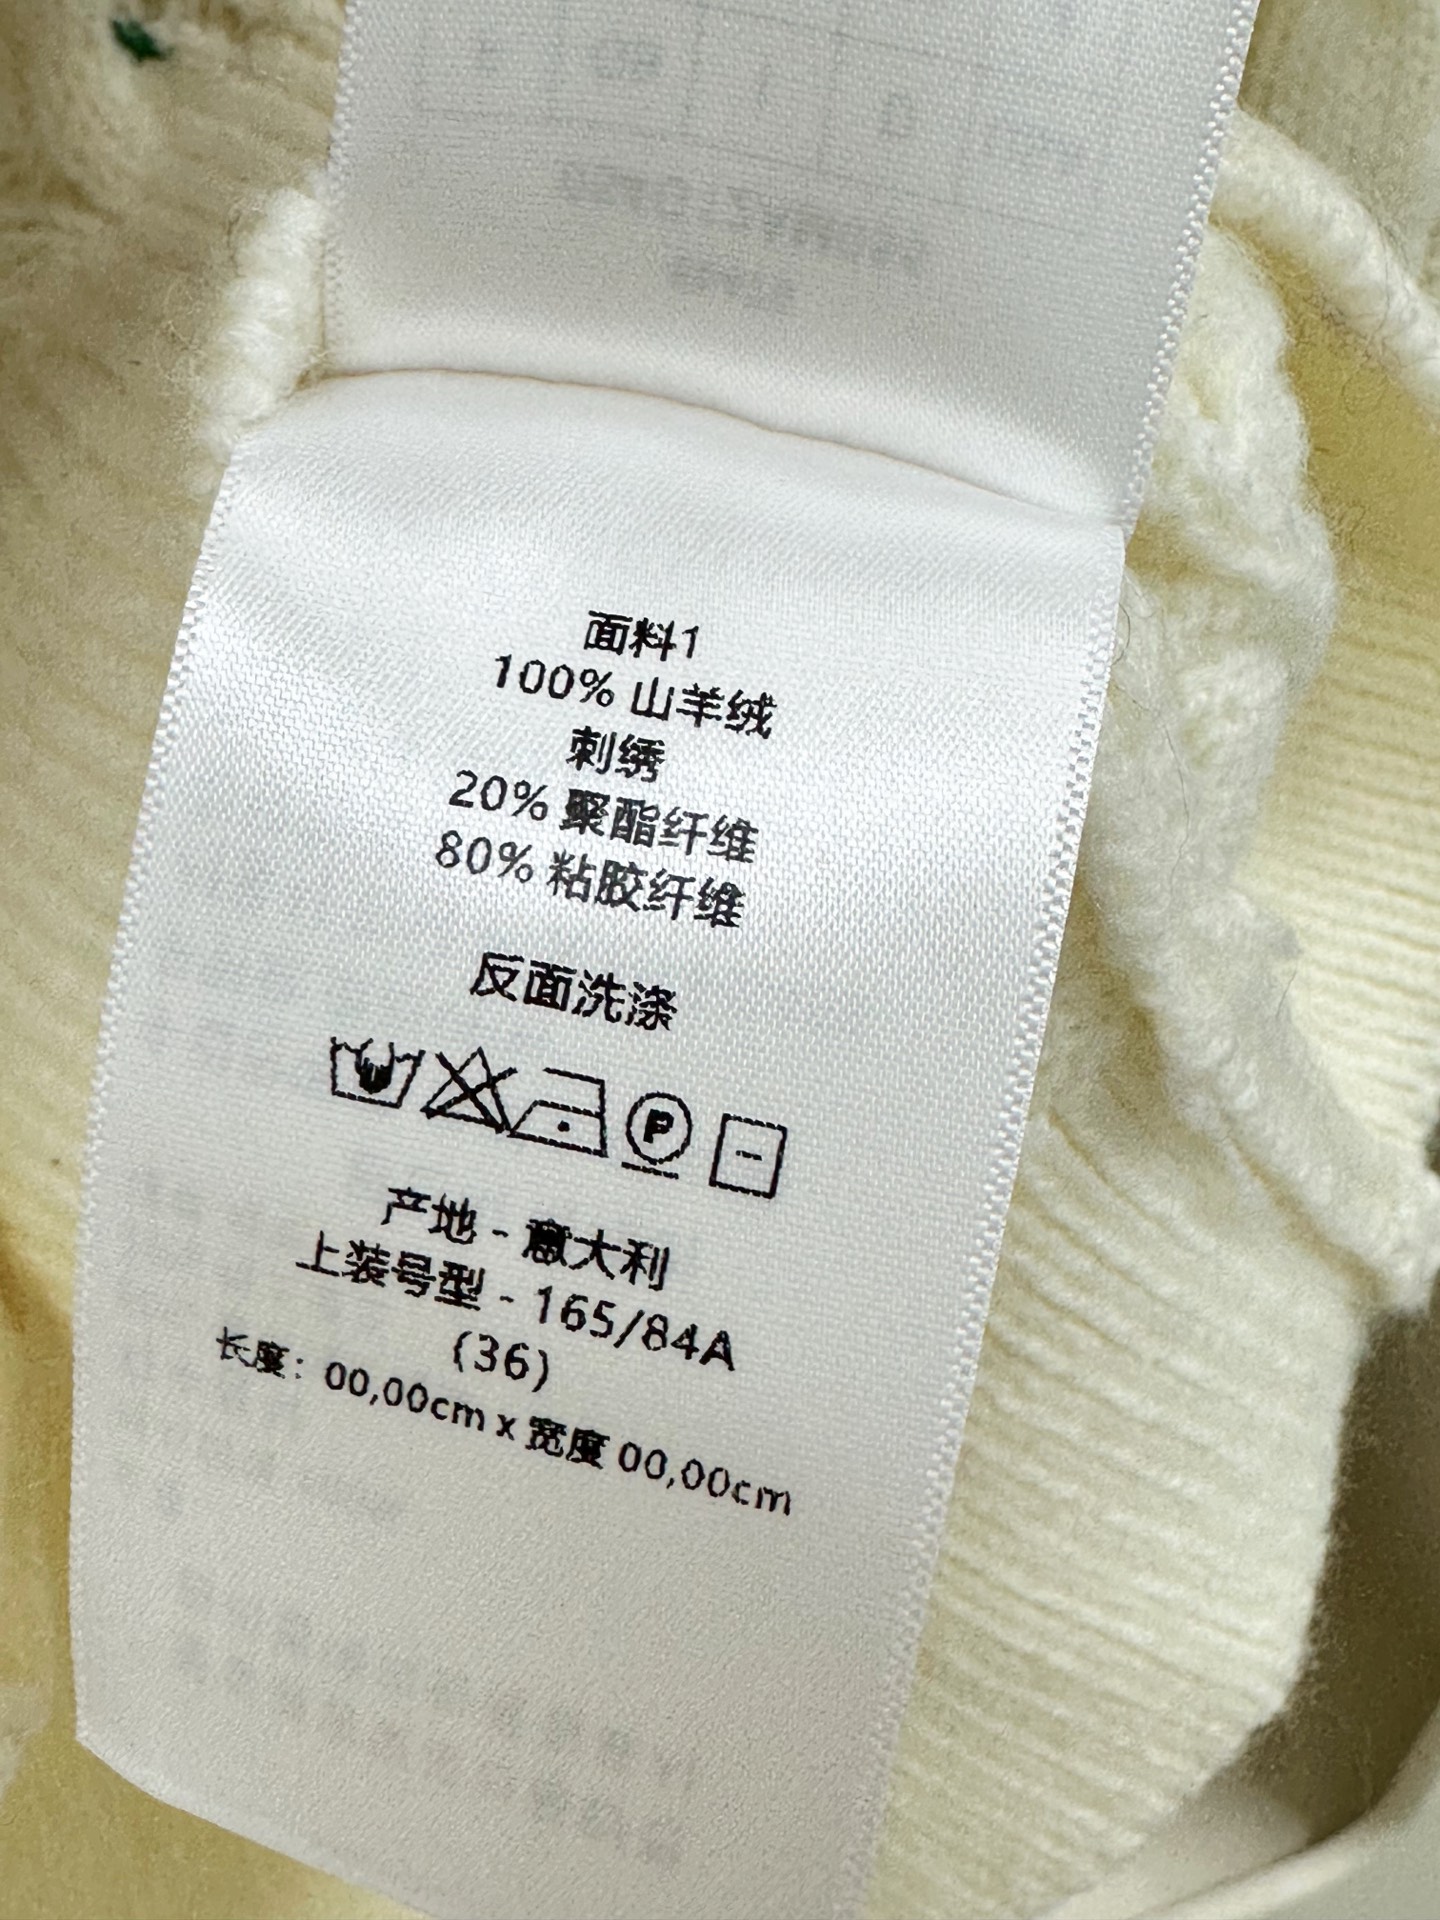 面料1
100% 山羊绒
刺绣
20% 聚酯纤维
80% 粘胶纤维
反面洗涤
P
产地 - 意大利
上装号型 - 165/84A
(36)
长度: 00,00cm x 宽度 00,00cm